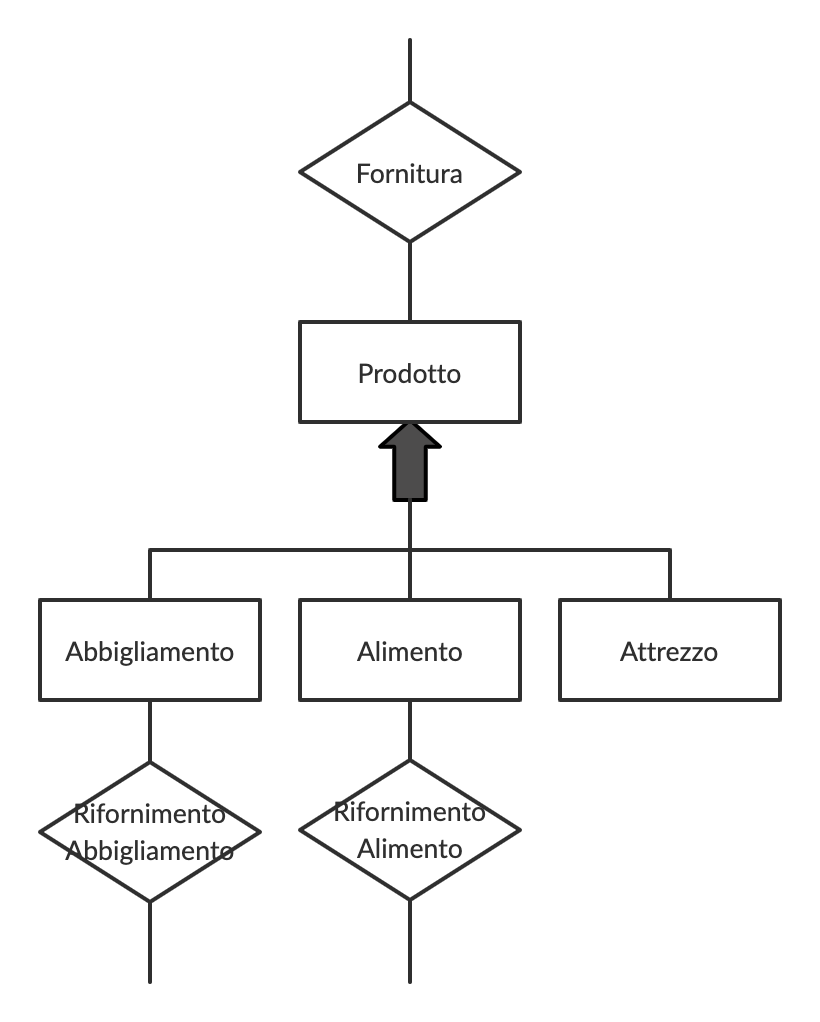 Fornitura
Prodotto
Abbigliamento
Alimento
Attrezzo
Rifornimento
Abbigliamento
Rifornimento
Alimento